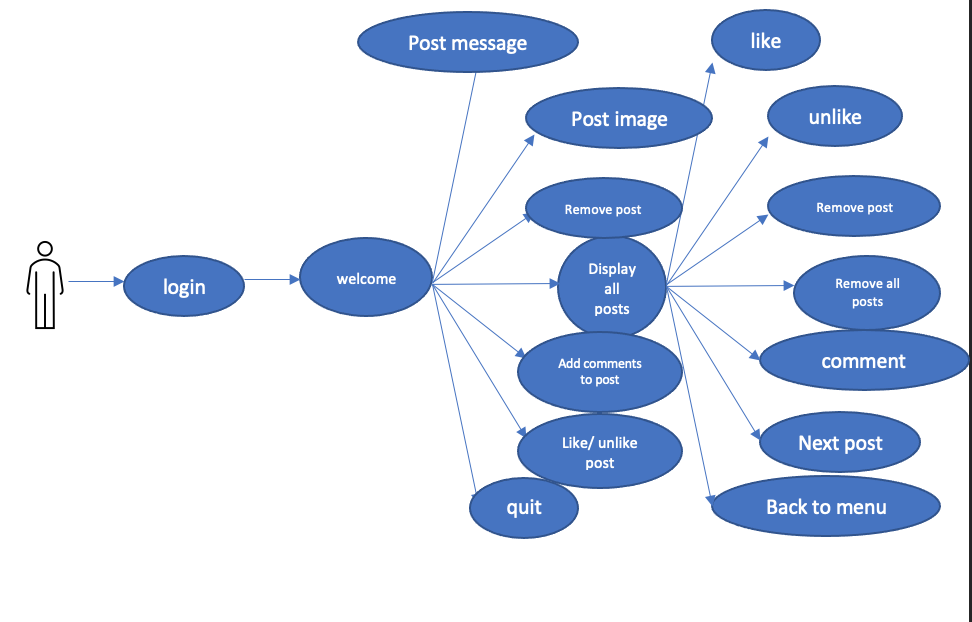 Post message
like
Post image
unlike
Remove post
Remove post
login
welcome
Display
all
posts
Remove all
posts
Add comments
to post
comment
Like/ unlike
post
Next post
quit
Back to menu